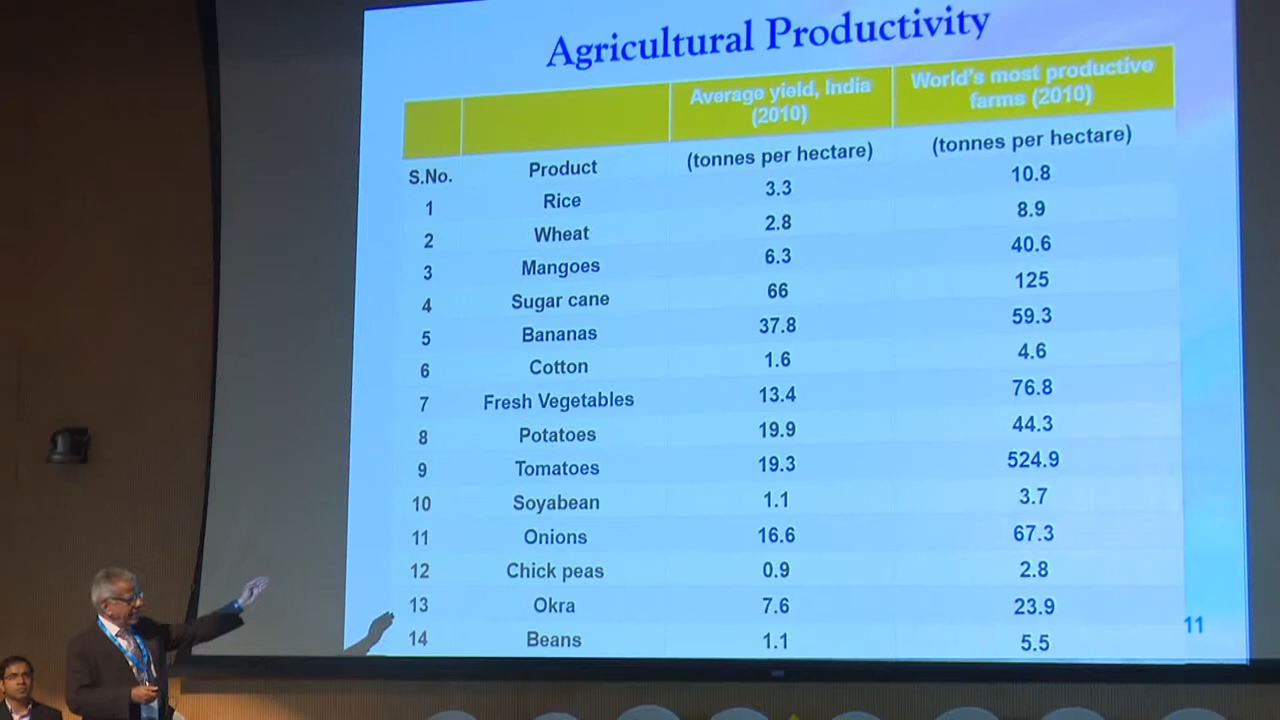 Agricultural Productivity
Average yield, India (2010) World's most productive farms (2010)
S.No. Product (tonnes per hectare) (tonnes per hectare)
1 Rice 3.3 10.8
2 Wheat 2.8 8.9
3 Mangoes 6.3 40.6
4 Sugar cane 66 125
5 Bananas 37.8 59.3
6 Cotton 1.6 4.6
7 Fresh Vegetables 13.4 76.8
8 Potatoes 19.9 44.3
9 Tomatoes 19.3 524.9
10 Soyabean 1.1 3.7
11 Onions 16.6 67.3
12 Chick peas 0.9 2.8
13 Okra 7.6 23.9
14 Beans 1.1 5.5
11